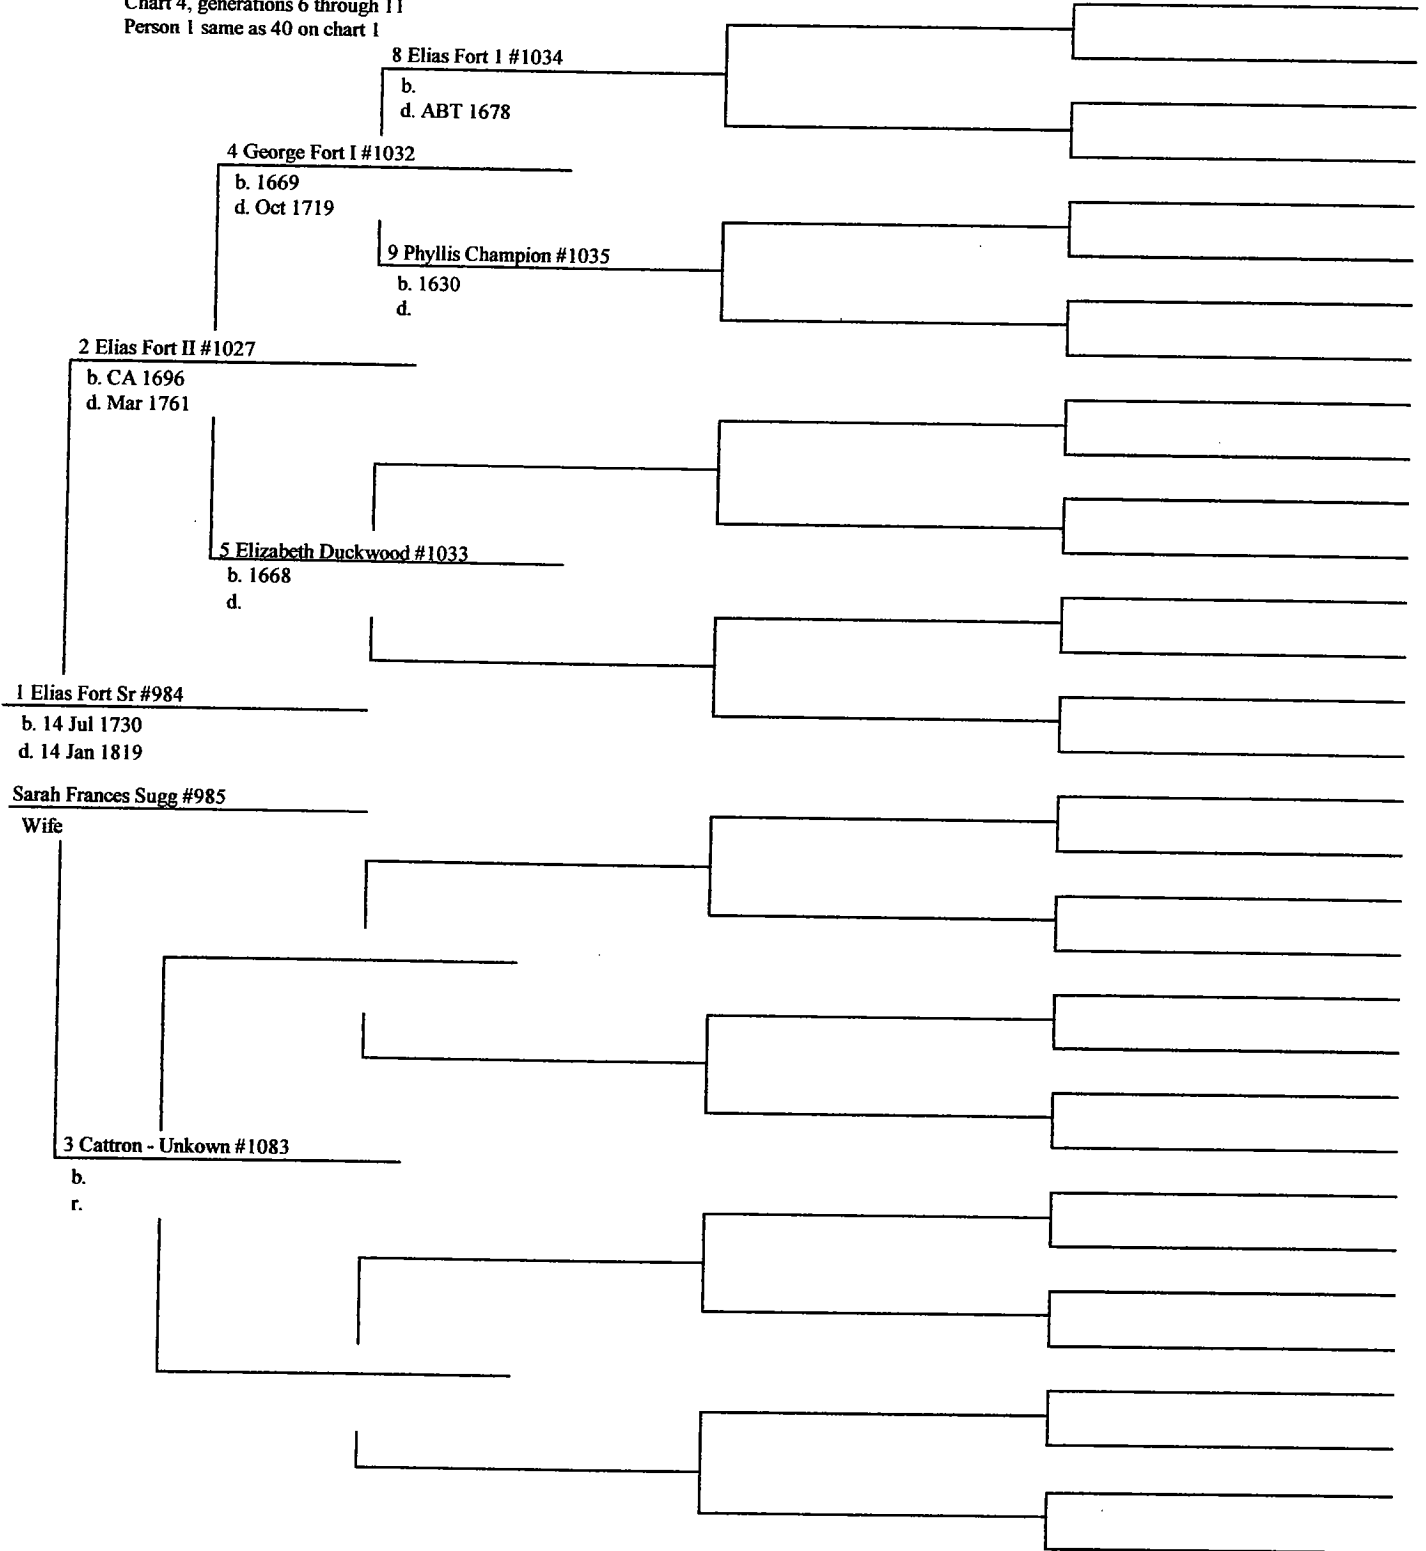 Chart 4, generations 6 through 11
Person 1 same as 40 on chart 1
8 Elias Fort 1 #1034
b.
d. ABT 1678
4 George Fort I #1032
b. 1669
d. Oct 1719
9 Phyllis Champion #1035
b. 1630
d.
2 Elias Fort II #1027
b. CA 1696
d. Mar 1761
5 Elizabeth Duckwood #1033
b. 1668
d.
1 Elias Fort Sr #984
b. 14 Jul 1730
d. 14 Jan 1819
Sarah Frances Sugg #985
Wife
3 Cattron - Unkown #1083
b.
r.